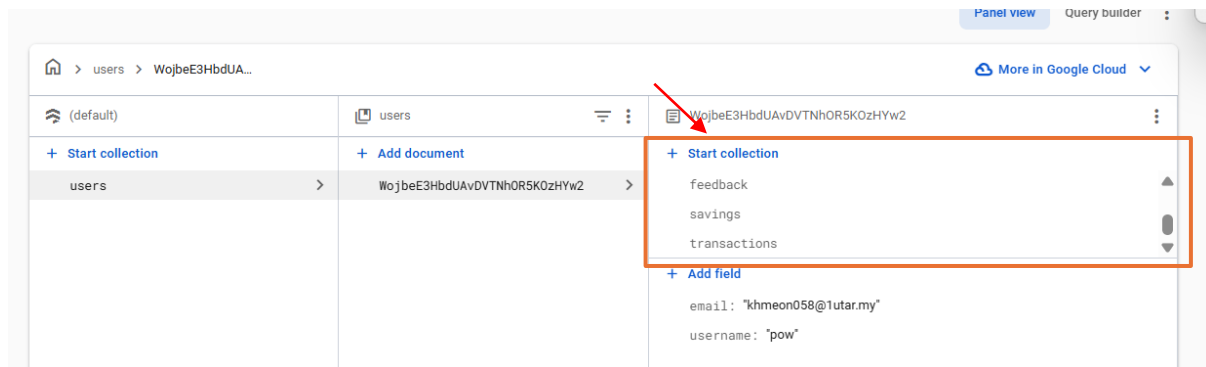 Panel view Query builder
users WojbeE3HbdUA...
More in Google Cloud
(default)
users
WojbeE3HbdUAvDVTNhOR5KOzHYw2
+ Start collection
+ Add document
+ Start collection
users
WojbeE3HbdUAvDVTNhOR5KOzHYw2
feedback
savings
transactions
+ Add field
email: "khmeon058@1utar.my"
username: "pow"